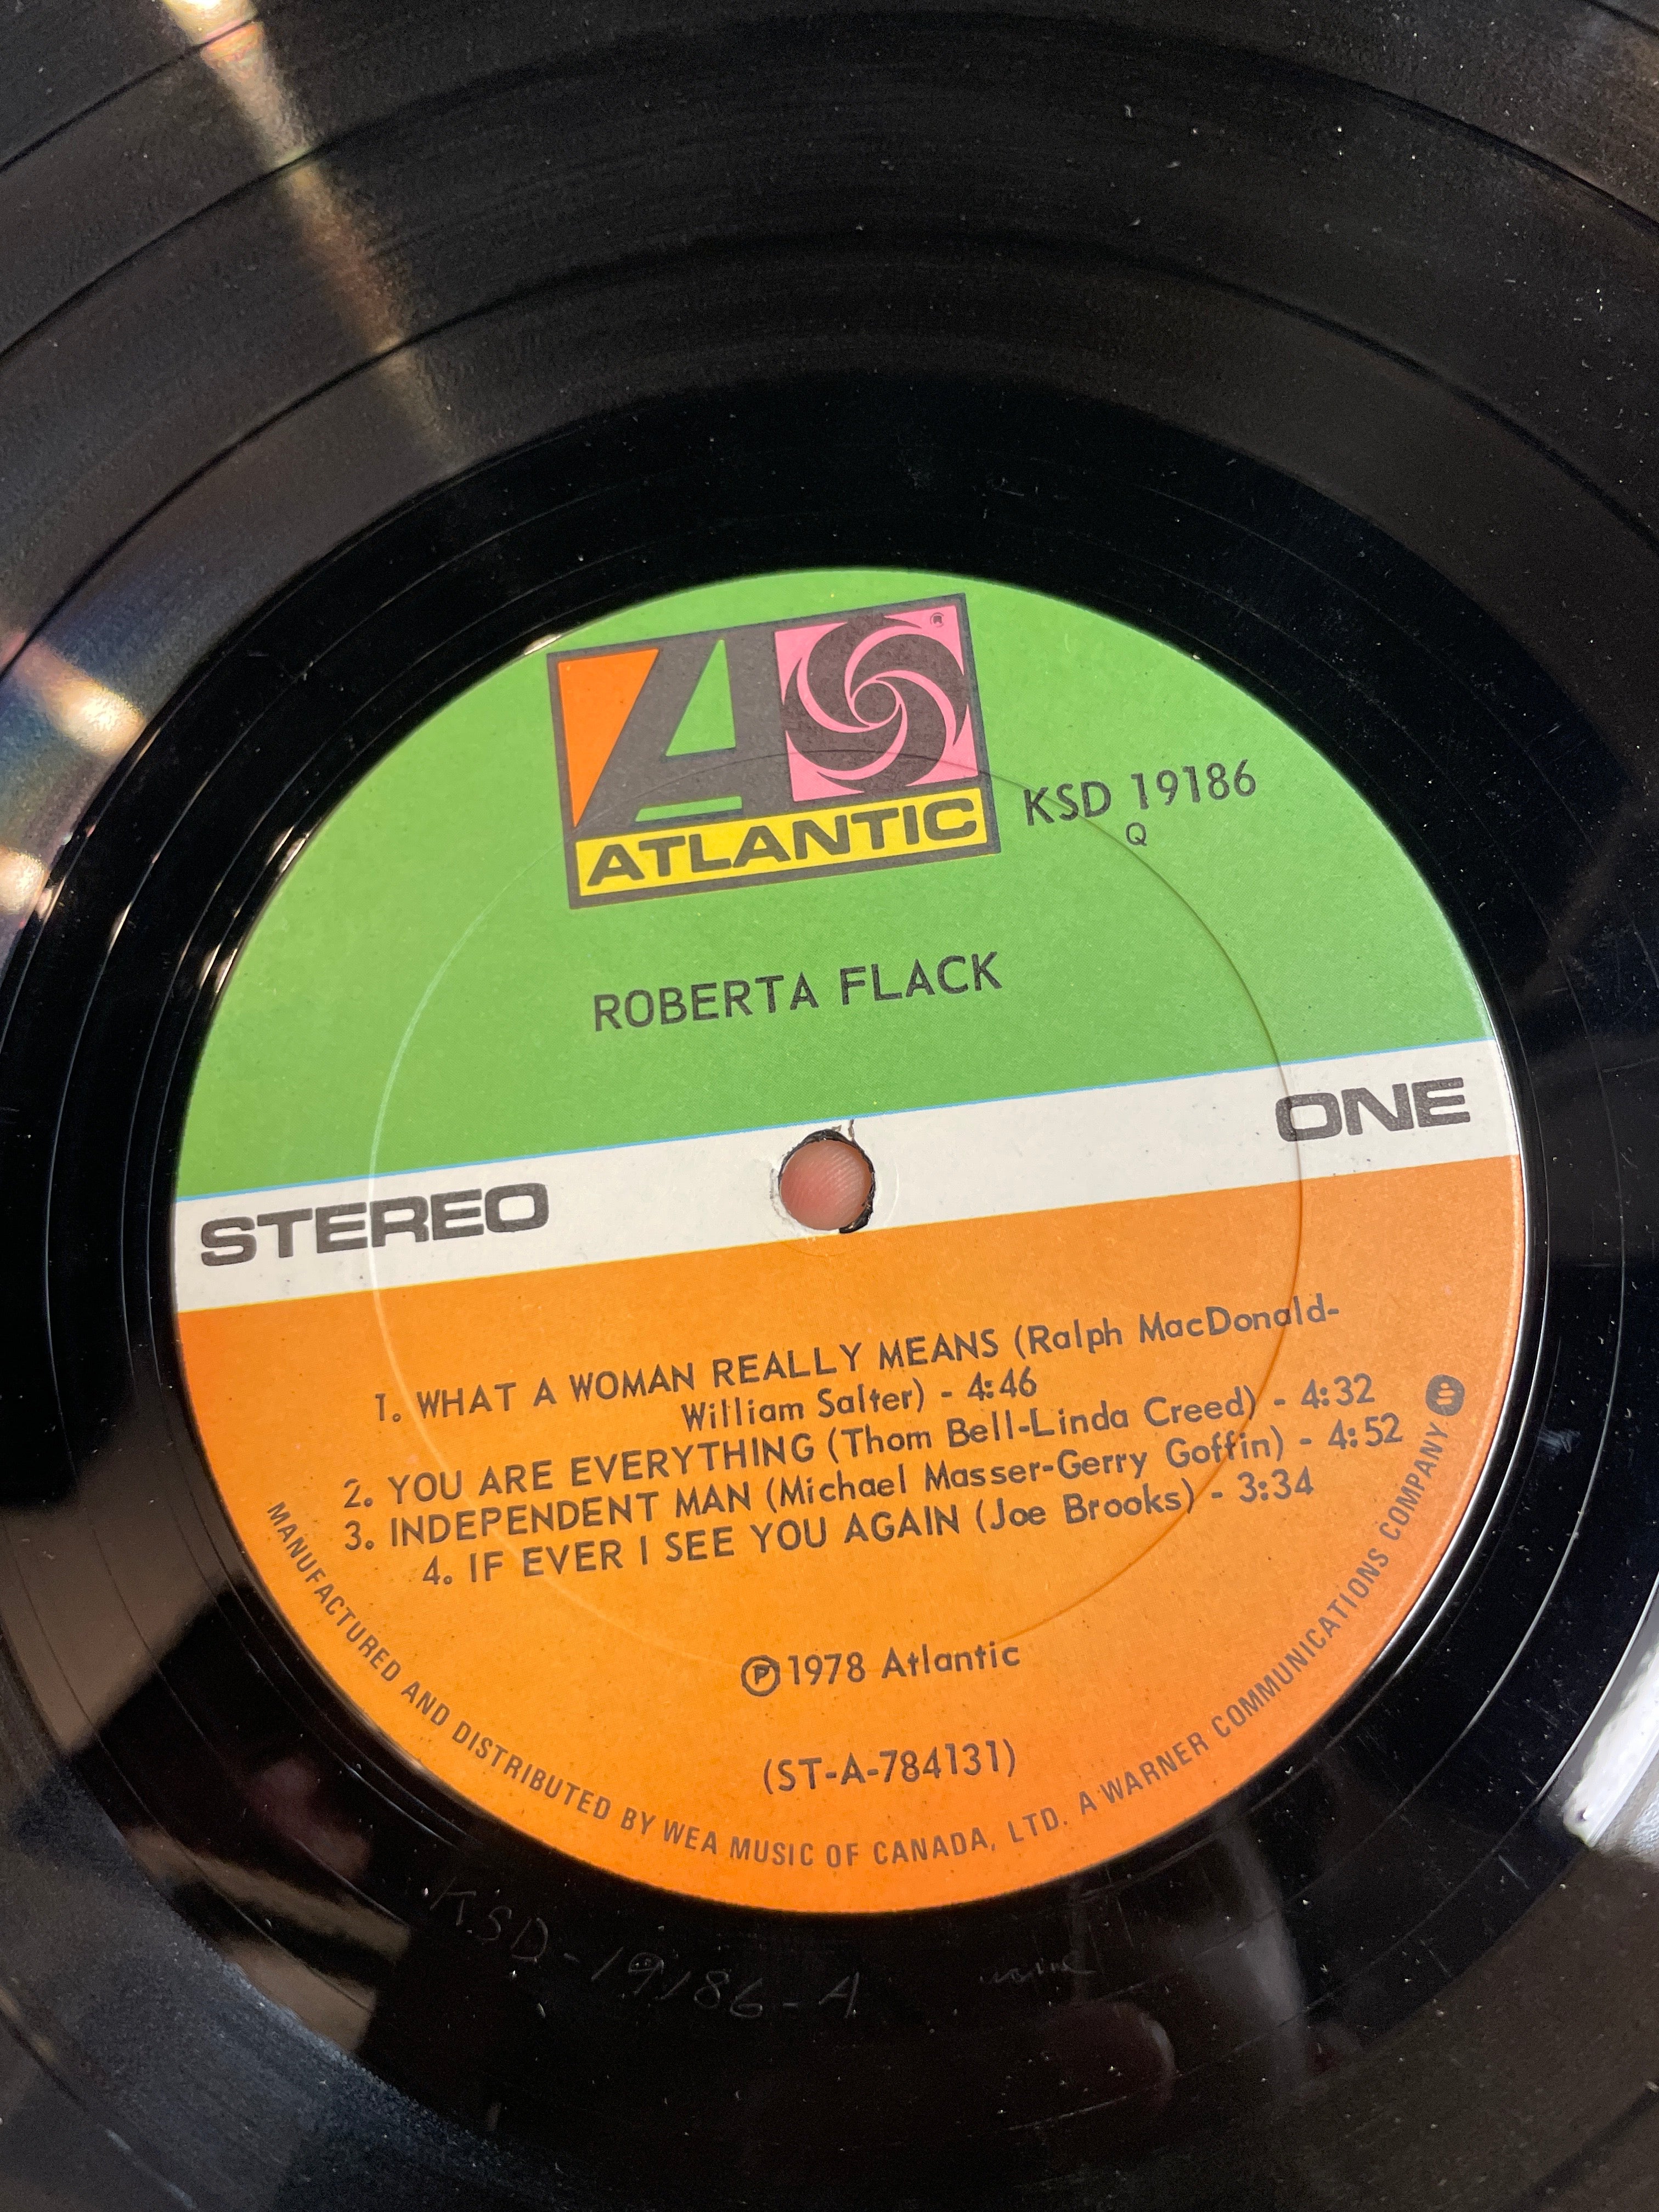 ATLANTIC
®
KSD 19186
Q
ROBERTA FLACK
STEREO
ONE
1. WHAT A WOMAN REALLY MEANS (Ralph MacDonald-
William Salter) - 4:46
2. YOU ARE EVERYTHING (Thom Bell-Linda Creed) - 4:32
3. INDEPENDENT MAN (Michael Masser-Gerry Goffin) - 4:52
4. IF EVER I SEE YOU AGAIN (Joe Brooks) - 3:34
℗1978 Atlantic
(ST-A-784131)
MANUFACTURED AND DISTRIBUTED BY WEA MUSIC OF CANADA, LTD. A WARNER COMMUNICATIONS COMPANY
KSD-19186-A